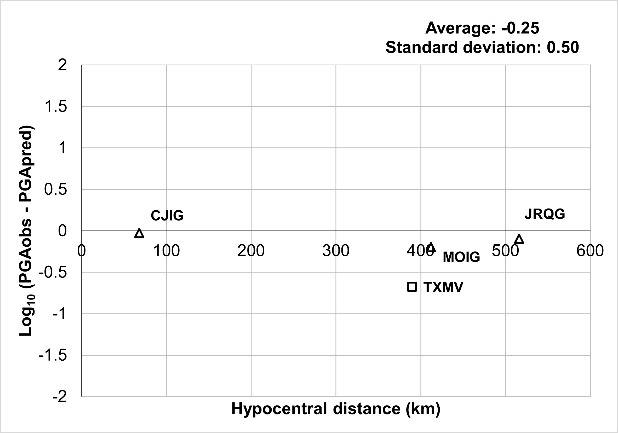 Average: -0.25
Standard deviation: 0.50
2
1.5
1
0.5
0
-0.5
-1
-1.5
-2
Log10 (PGAobs - PGApred)
CJIG
JRQG
MOIG
TXMV
0 100 200 300 400 500 600
Hypocentral distance (km)